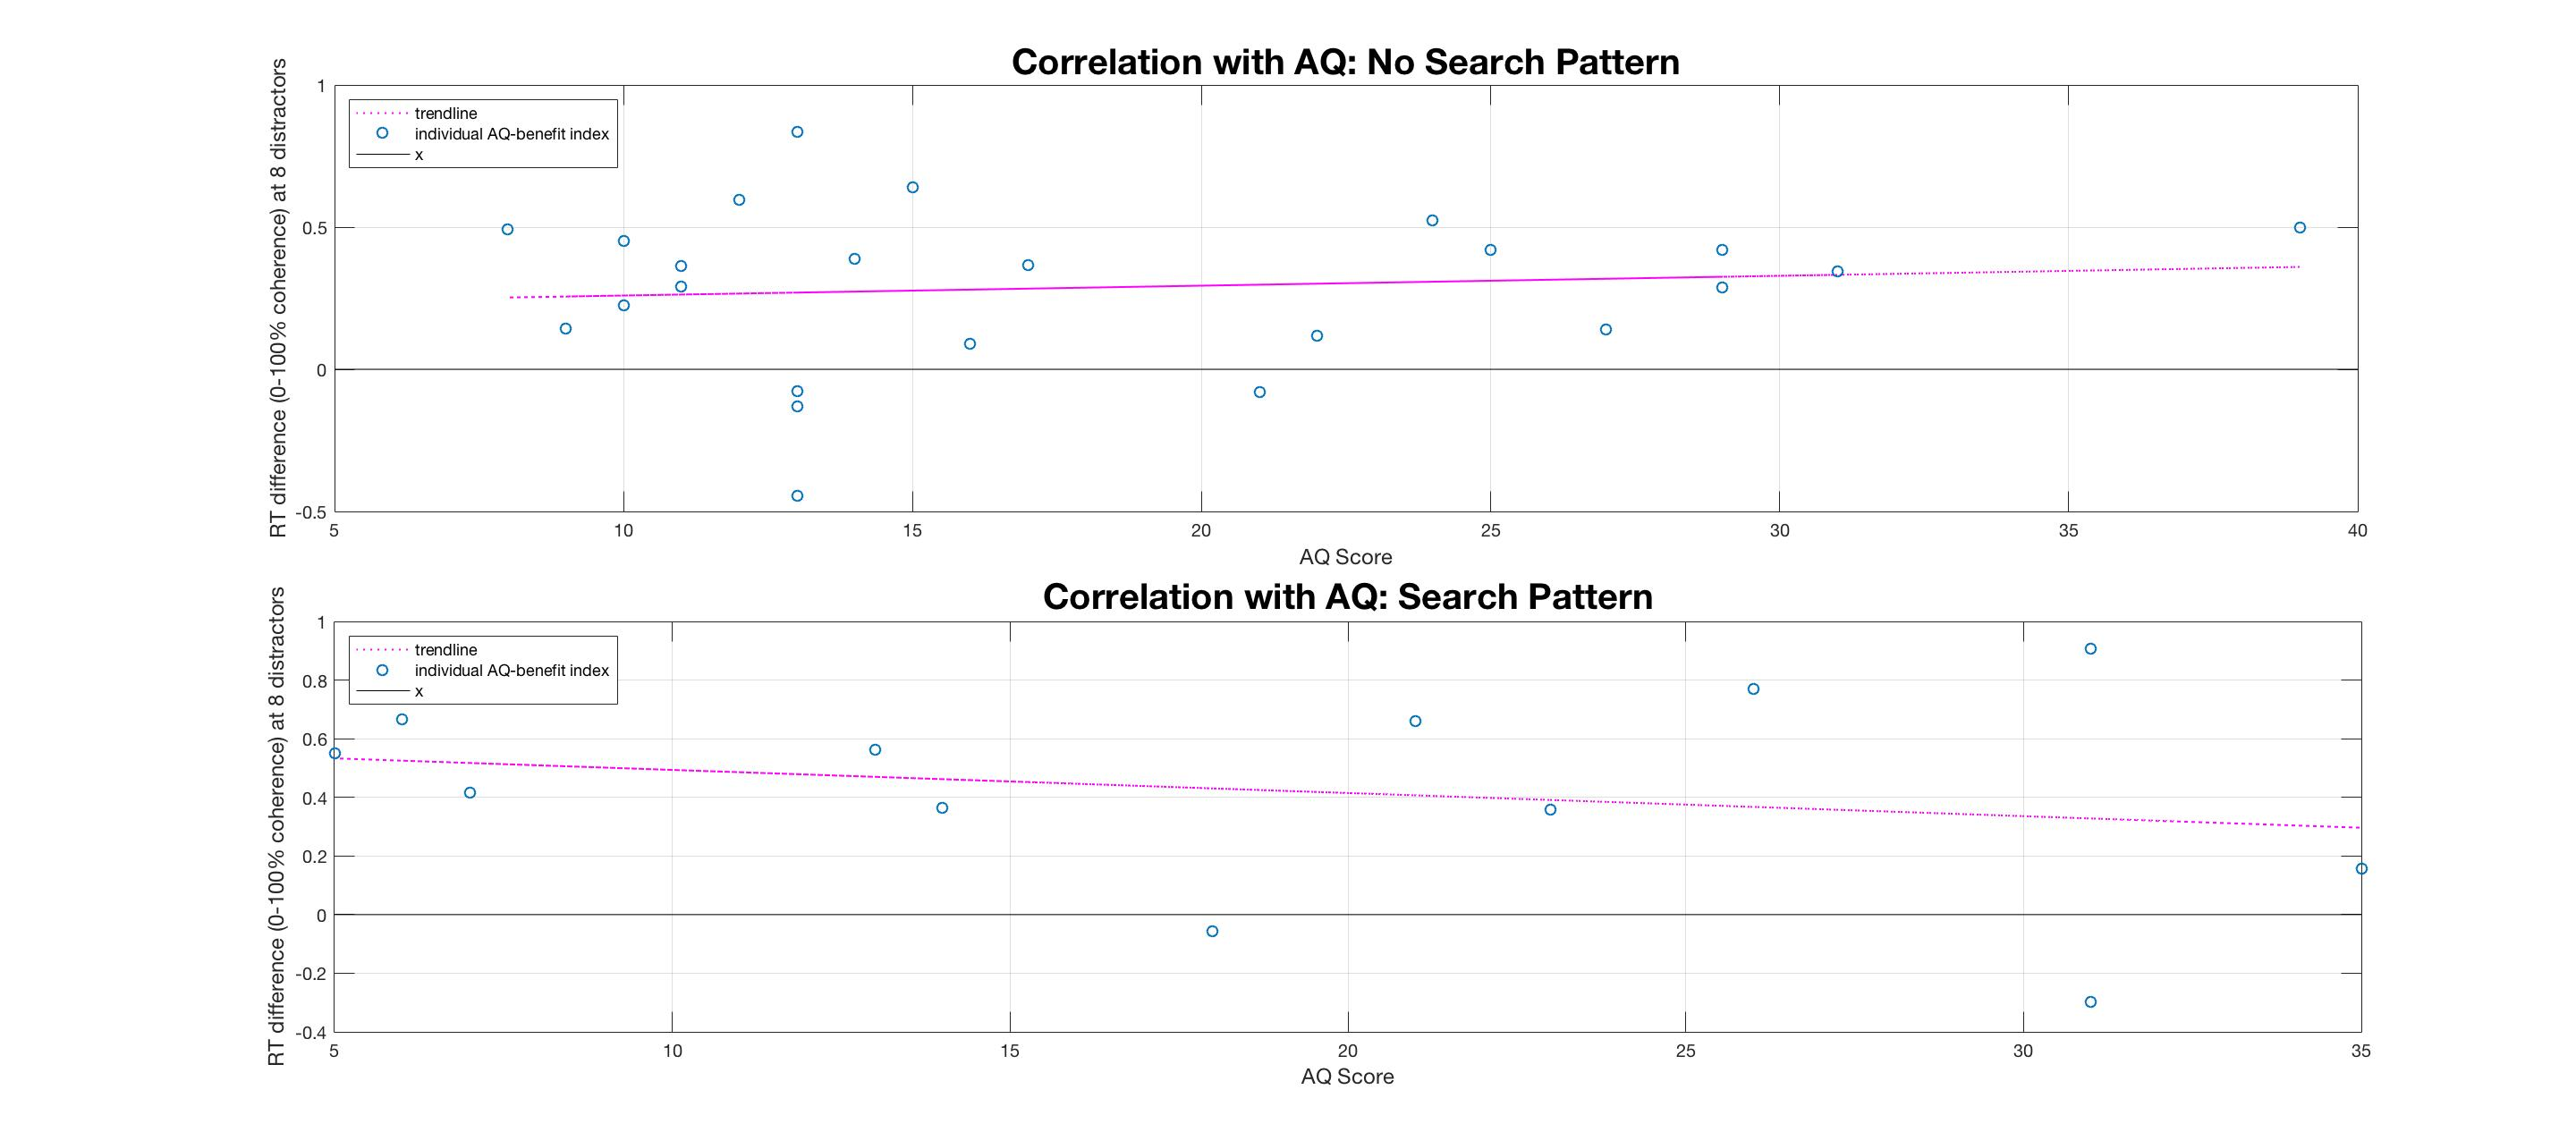 Correlation with AQ: No Search Pattern
RT difference (0-100% coherence) at 8 distractors
1
0.5
0
-0.5
trendline
individual AQ-benefit index
x
5 10 15 20 25 30 35 40
AQ Score
Correlation with AQ: Search Pattern
RT difference (0-100% coherence) at 8 distractors
1
0.8
0.6
0.4
0.2
0
-0.2
-0.4
trendline
individual AQ-benefit index
x
5 10 15 20 25 30 35
AQ Score